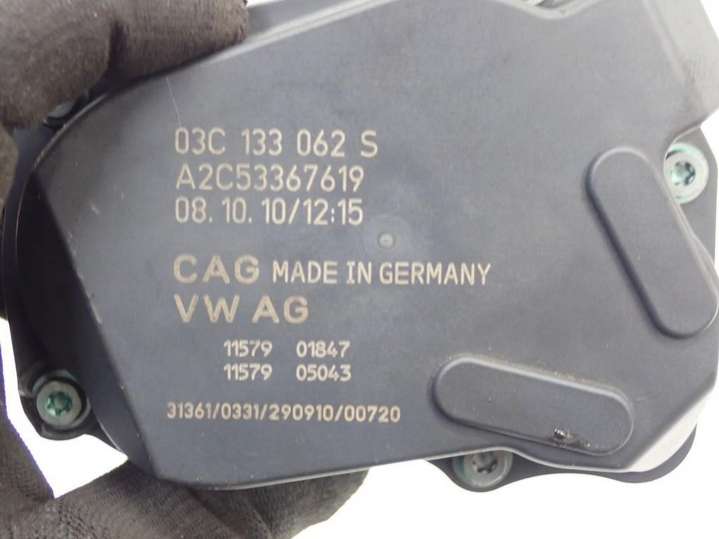 03C 133 062 S
A2C53367619
08.10.10/12:15
CAG MADE IN GERMANY
VW AG
11579 01847
11579 05043
31361/0331/290910/00720